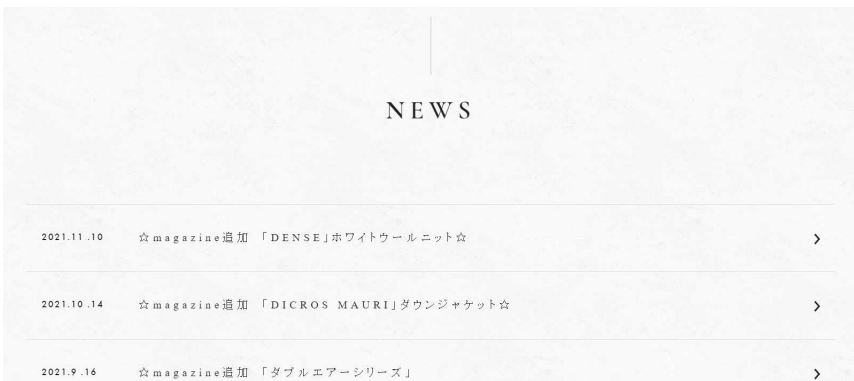 NEWS
2021.11.10 ☆magazine追加 「DENSE」ホワイトウールニット☆
2021.10.14 ☆magazine追加 「DICROS MAURI」ダウンジャケット☆
2021.9.16 ☆magazine追加 「ダブルエアーシリーズ」